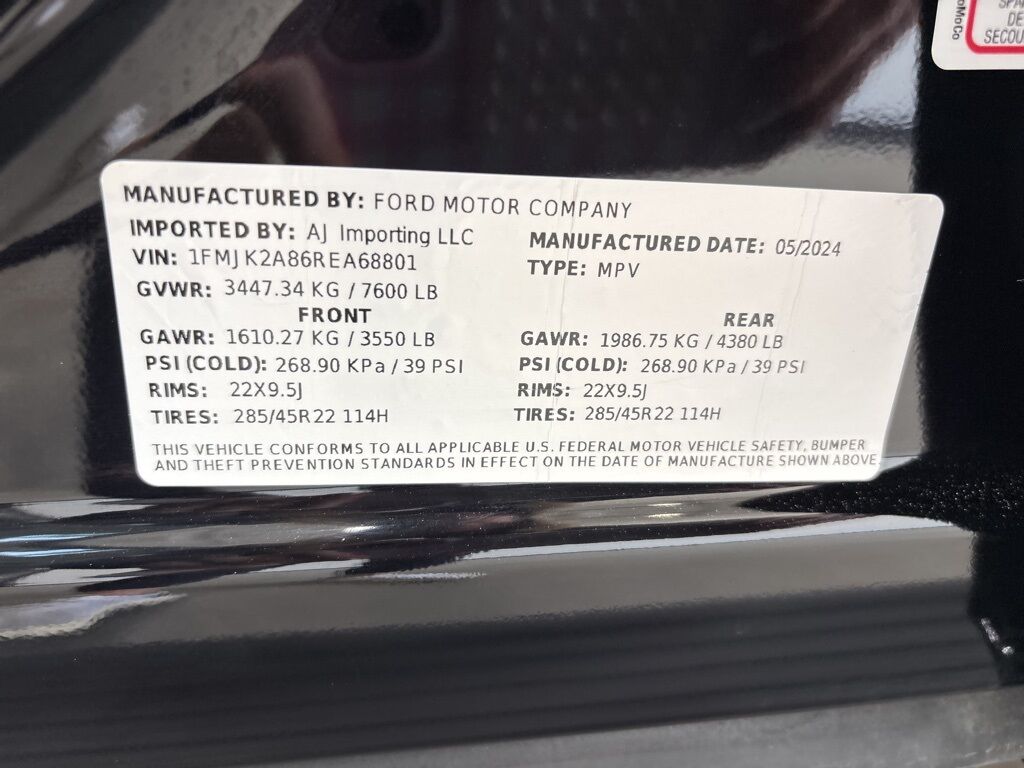 SPA
DE
SECOU
oMoCo
MANUFACTURED BY: FORD MOTOR COMPANY
IMPORTED BY: AJ Importing LLC
MANUFACTURED DATE: 05/2024
VIN: 1FMJK2A86REA68801
TYPE: MPV
GVWR: 3447.34 KG / 7600 LB
FRONT
REAR
GAWR: 1610.27 KG / 3550 LB
GAWR: 1986.75 KG / 4380 LB
PSI (COLD): 268.90 KPa / 39 PSI
PSI (COLD): 268.90 KPa / 39 PSI
RIMS: 22X9.5J
RIMS: 22X9.5J
TIRES: 285/45R22 114H
TIRES: 285/45R22 114H
THIS VEHICLE CONFORMS TO ALL APPLICABLE U.S. FEDERAL MOTOR VEHICLE SAFETY, BUMPER
AND THEFT PREVENTION STANDARDS IN EFFECT ON THE DATE OF MANUFACTURE SHOWN ABOVE.